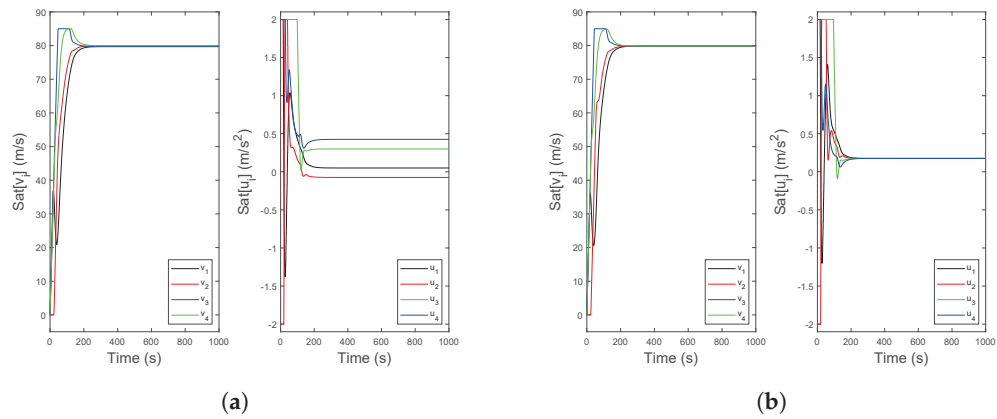 90
80
70
60
50
40
30
20
10
0
Sat[v_i] (m/s)
0 200 400 600 800 1000
Time (s)
v_1
v_2
v_3
v_4
2
1.5
1
0.5
0
-0.5
-1
-1.5
-2
Sat[u_i] (m/s^2)
0 200 400 600 800 1000
Time (s)
u_1
u_2
u_3
u_4
(a)
90
80
70
60
50
40
30
20
10
0
Sat[v_i] (m/s)
0 200 400 600 800 1000
Time (s)
v_1
v_2
v_3
v_4
2
1.5
1
0.5
0
-0.5
-1
-1.5
-2
Sat[u_i] (m/s^2)
0 200 400 600 800 1000
Time (s)
u_1
u_2
u_3
u_4
(b)